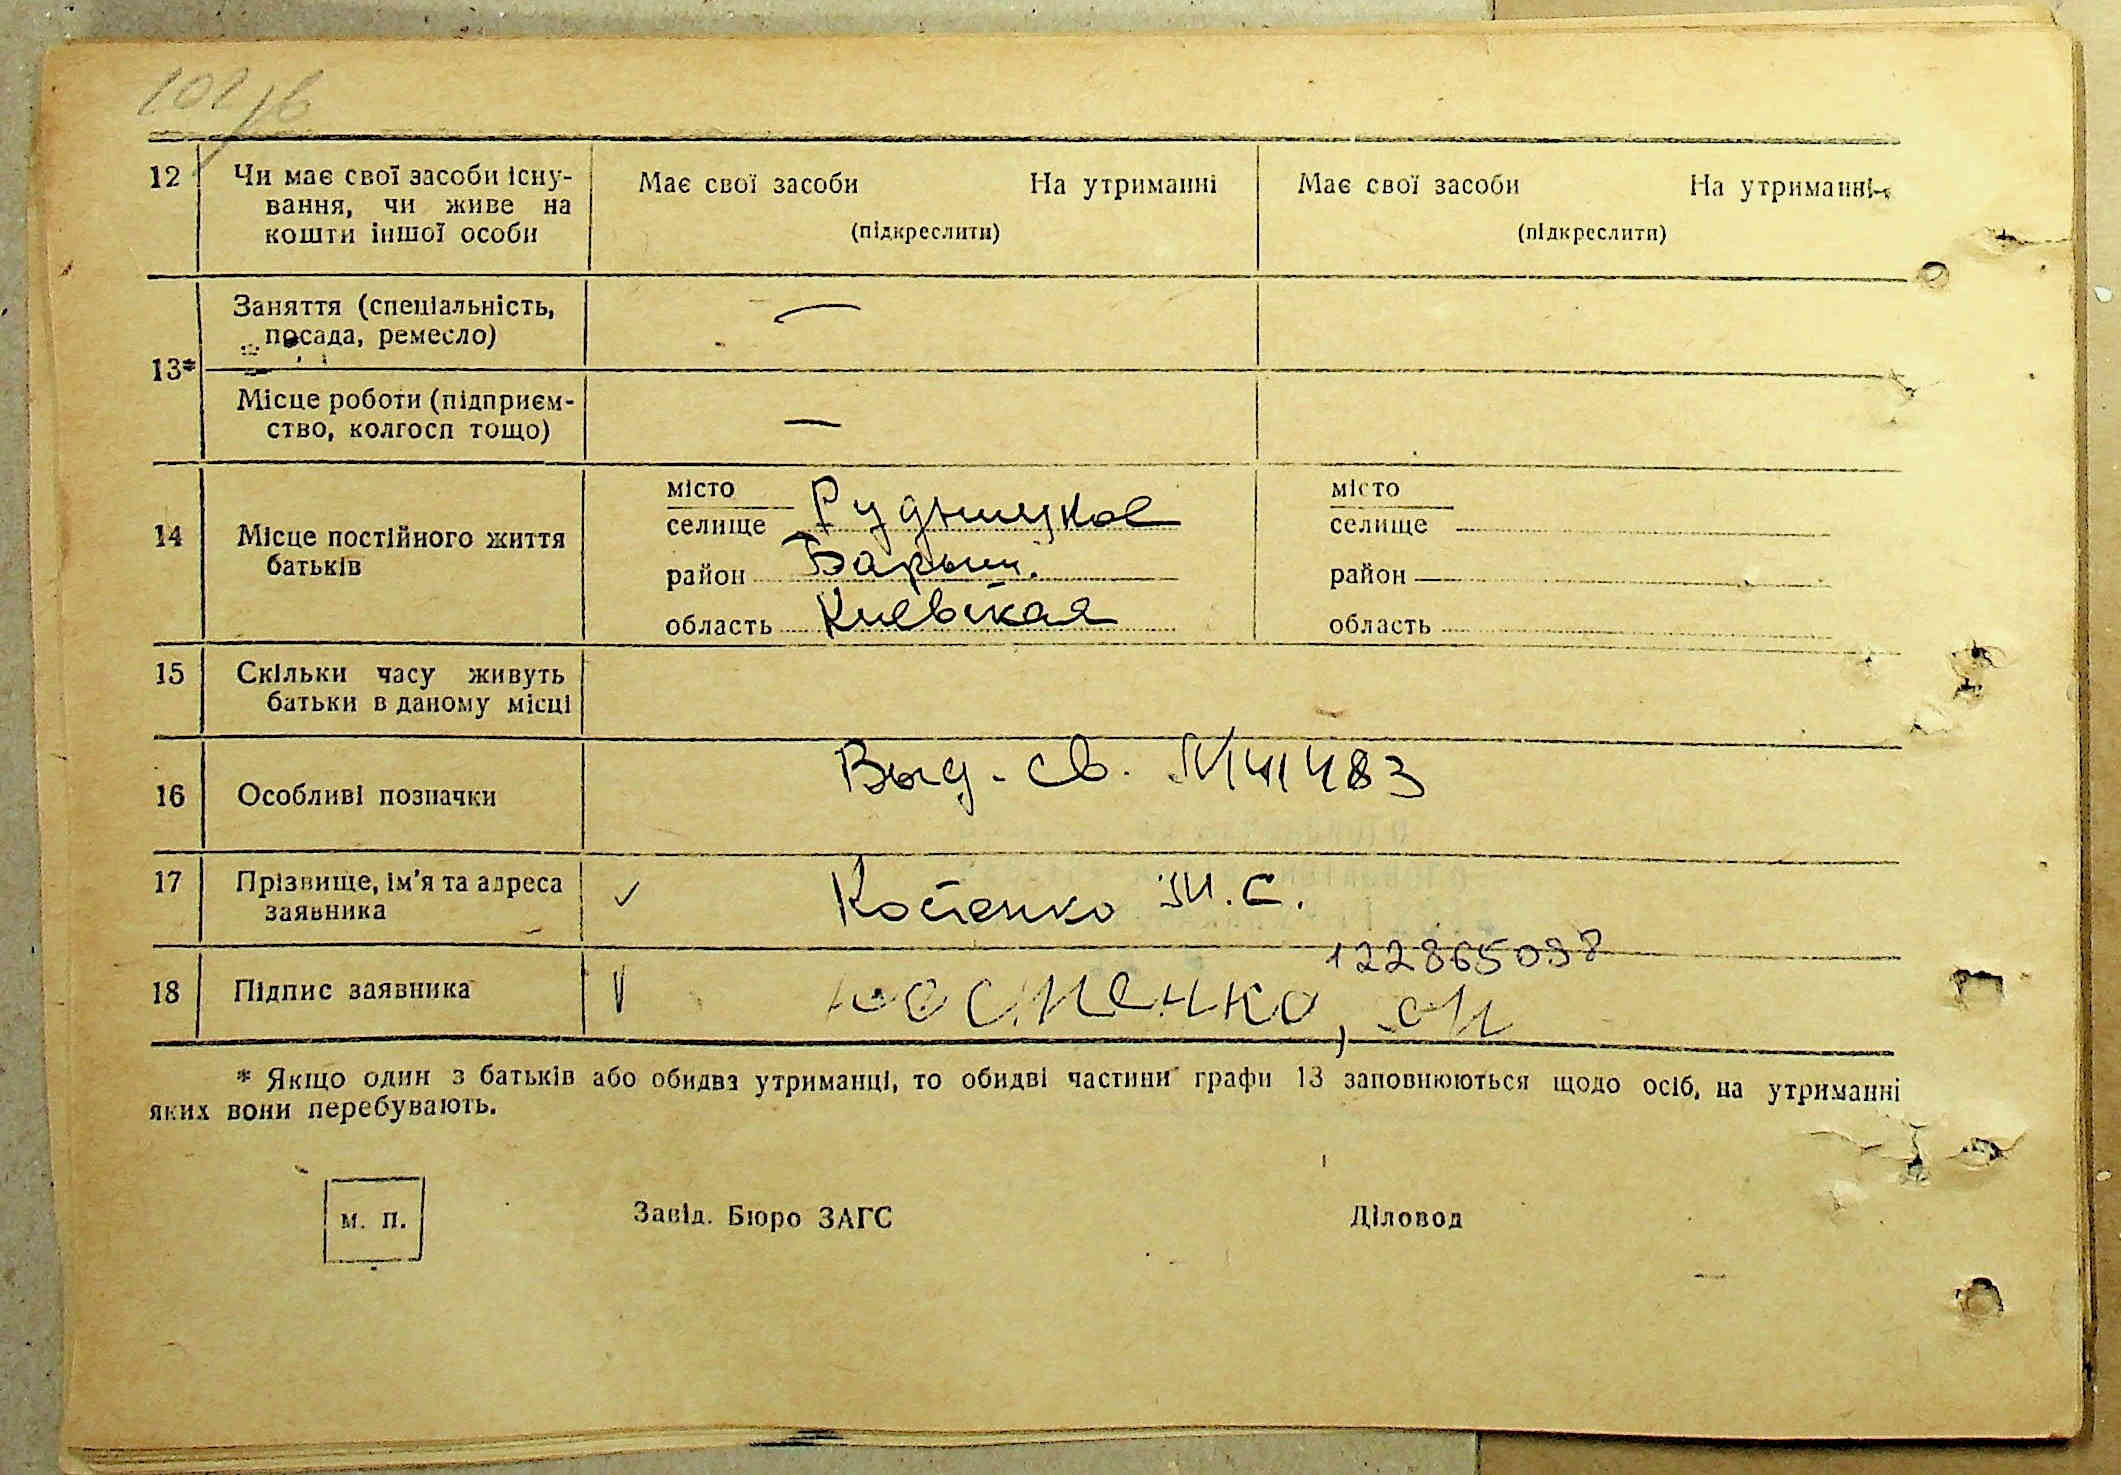 12 Чи має свої засоби існу- Має свої засоби На утриманні Має свої засоби На утриманні
вання, чи живе на (підкреслити) (підкреслити)
кошти іншої особи
Заняття (спеціальність, —
посада, ремесло)
13*
Місце роботи (підприєм- —
ство, колгосп тощо)
місто місто
селище Рудницкое селище
14 Місце постійного життя
батьків
район Барыш. район
область Киевская область
15 Скільки часу живуть
батьки в даному місці
Выд. св.
16 Особливі позначки
17 Прізвище, ім'я та адреса ✓ Костенко М.С.
заявника
18 Підпис заявника V Костенко,
* Якщо один з батьків або обидва утриманці, то обидві частини графи 13 заповнюються щодо осіб, на утриманні
яких вони перебувають.
м. п. Завід. Бюро ЗАГС Діловод